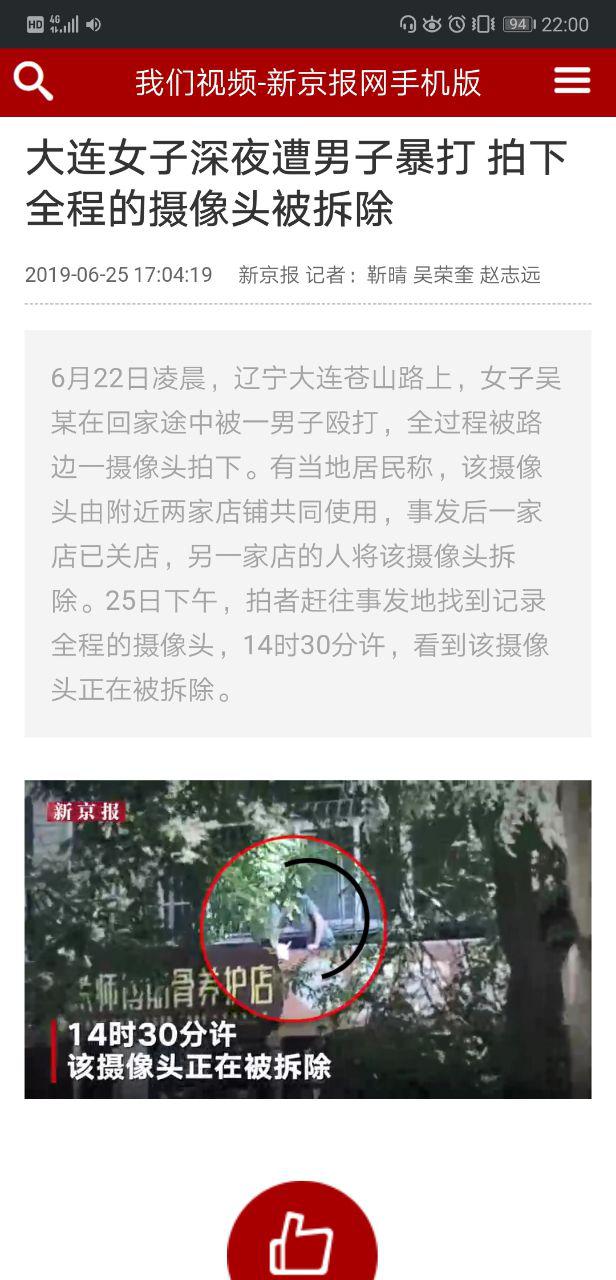 HD 4G 94 22:00
我们视频-新京报网手机版
大连女子深夜遭男子暴打 拍下
全程的摄像头被拆除
2019-06-25 17:04:19 新京报 记者：靳晴 吴荣奎 赵志远
6月22日凌晨，辽宁大连苍山路上，女子吴
某在回家途中被一男子殴打，全过程被路
边一摄像头拍下。有当地居民称，该摄像
头由附近两家店铺共同使用，事发后一家
店已关店，另一家店的人将该摄像头拆
除。25日下午，拍者赶往事发地找到记录
全程的摄像头，14时30分许，看到该摄像
头正在被拆除。
新京报
骨养护店
14时30分许
该摄像头正在被拆除